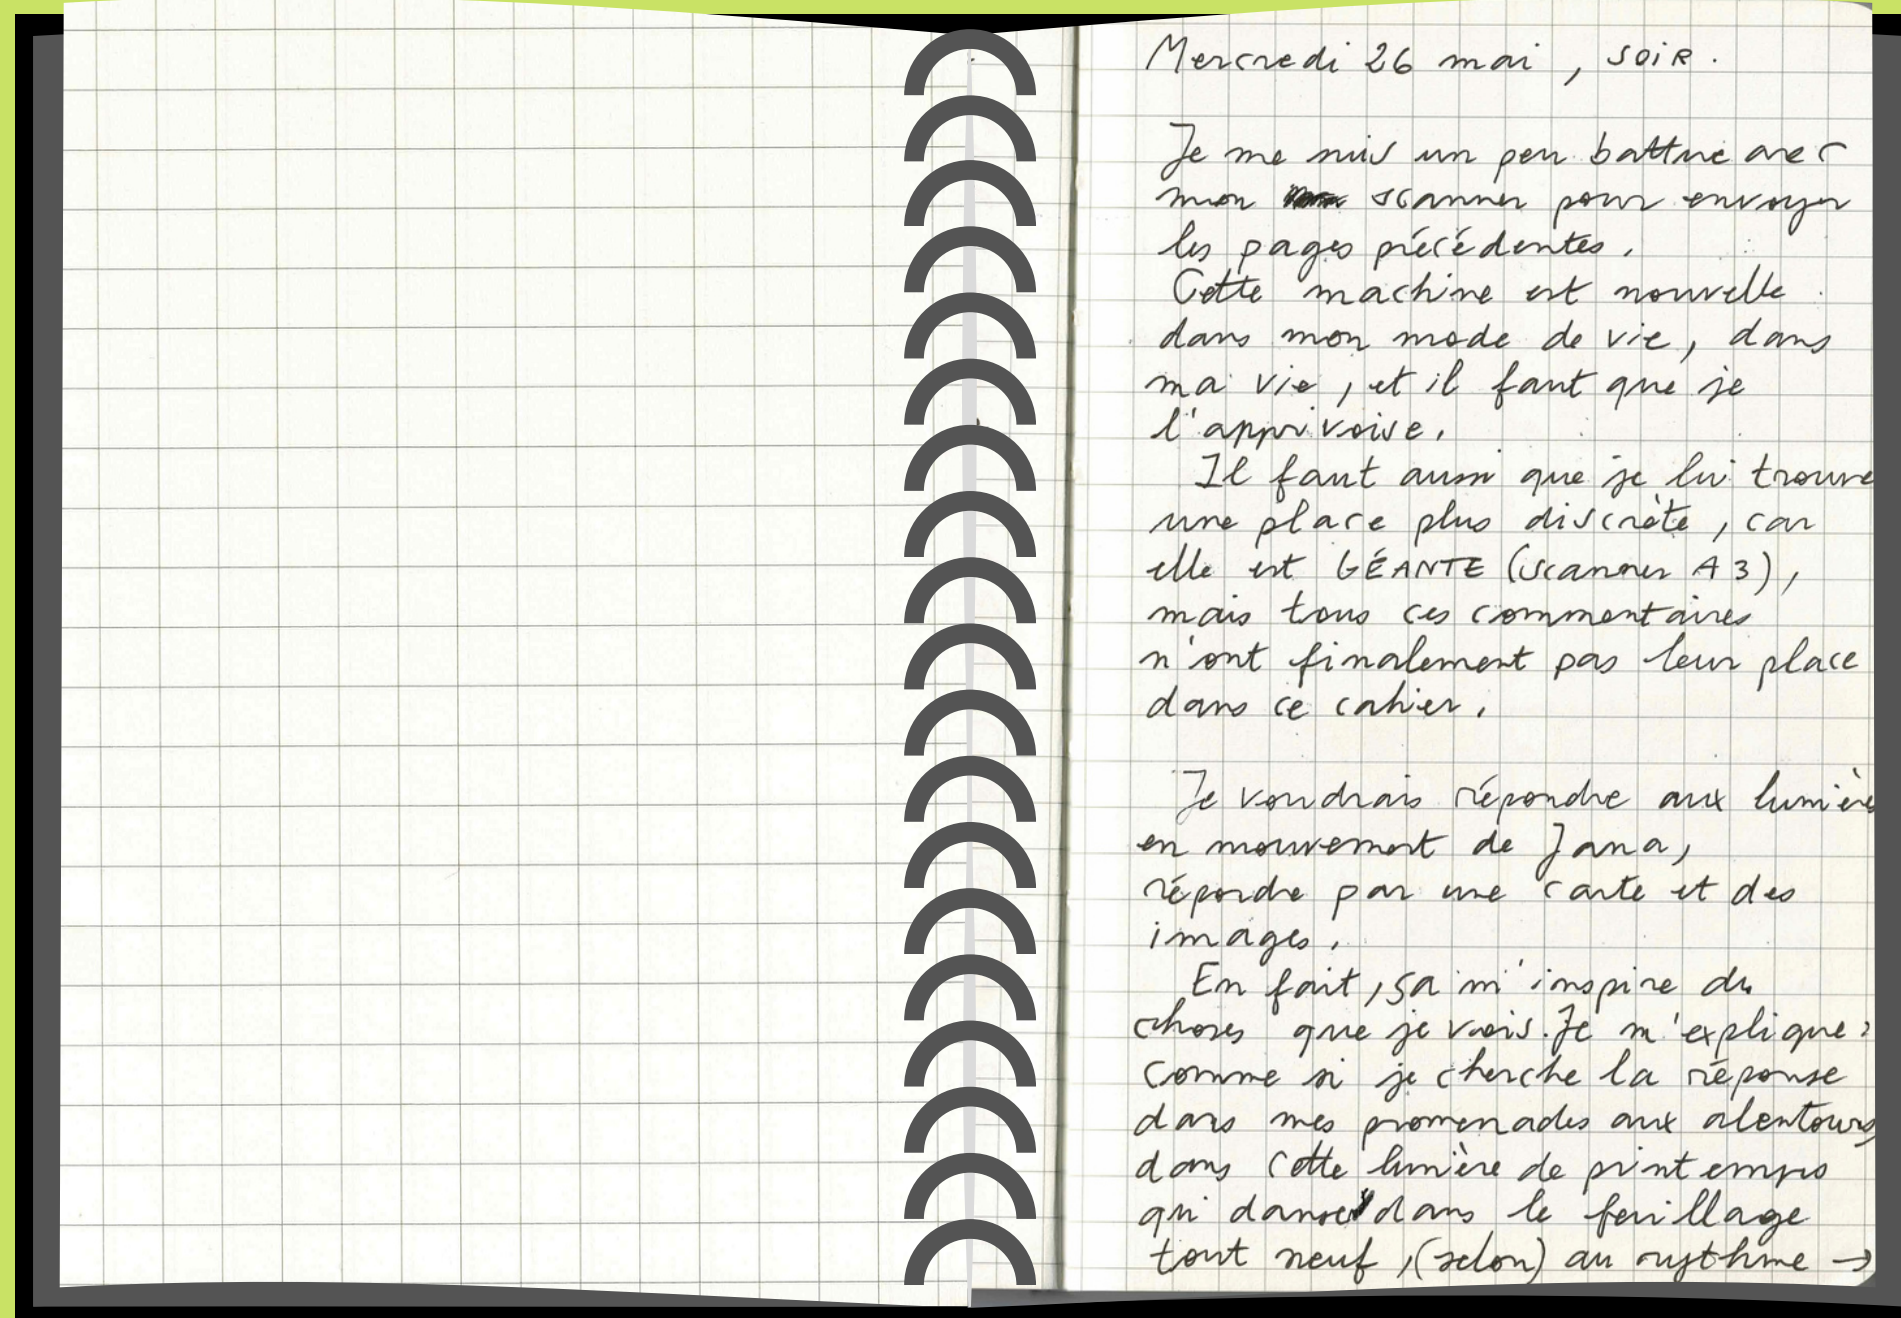 Mercredi 26 mai, SOIR.
Je me suis un peu battue avec
mon scanner pour envoyer
les pages précédentes.
Cette machine est nouvelle
dans mon mode de vie, dans
ma vie, et il faut que je
l'apprivoise.
Il faut aussi que je lui trouve
une place plus discrète, car
elle est GÉANTE (scanner A3),
mais tous ces commentaires
n'ont finalement pas leur place
dans ce cahier.
Je voudrais répondre aux lumières
en mouvement de Jana,
répondre par une carte et des
images.
En fait, ça m'inspire du
choses que je vois. Je m'explique :
comme si je cherche la réponse
dans mes promenades aux alentours,
dans cette lumière de printemps
qui danse dans le feuillage
tout neuf, (selon) au rythme →